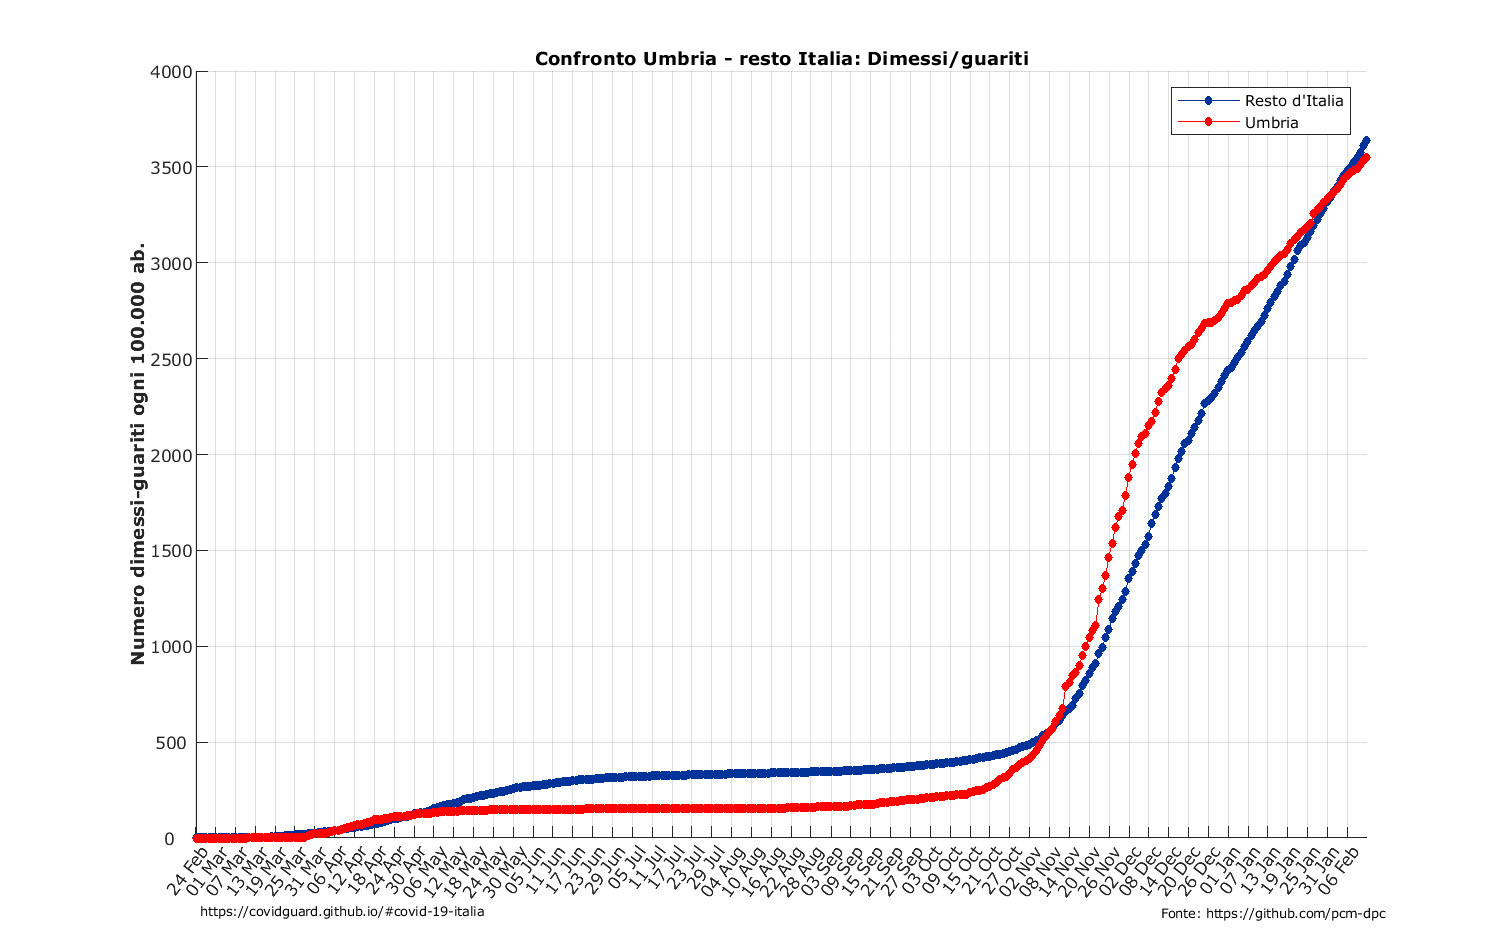 Confronto Umbria - resto Italia: Dimessi/guariti
Resto d'Italia
Umbria
Numero dimessi-guariti ogni 100.000 ab.
4000
3500
3000
2500
2000
1500
1000
500
0
24 Feb
01 Mar
07 Mar
13 Mar
19 Mar
25 Mar
31 Mar
06 Apr
12 Apr
18 Apr
24 Apr
30 Apr
06 May
12 May
18 May
24 May
30 May
05 Jun
11 Jun
17 Jun
23 Jun
29 Jun
05 Jul
11 Jul
17 Jul
23 Jul
29 Jul
04 Aug
10 Aug
16 Aug
22 Aug
28 Aug
03 Sep
09 Sep
15 Sep
21 Sep
27 Sep
03 Oct
09 Oct
15 Oct
21 Oct
27 Oct
02 Nov
08 Nov
14 Nov
20 Nov
26 Nov
02 Dec
08 Dec
14 Dec
20 Dec
26 Dec
01 Jan
07 Jan
13 Jan
19 Jan
25 Jan
31 Jan
06 Feb
https://covidguard.github.io/#covid-19-italia
Fonte: https://github.com/pcm-dpc